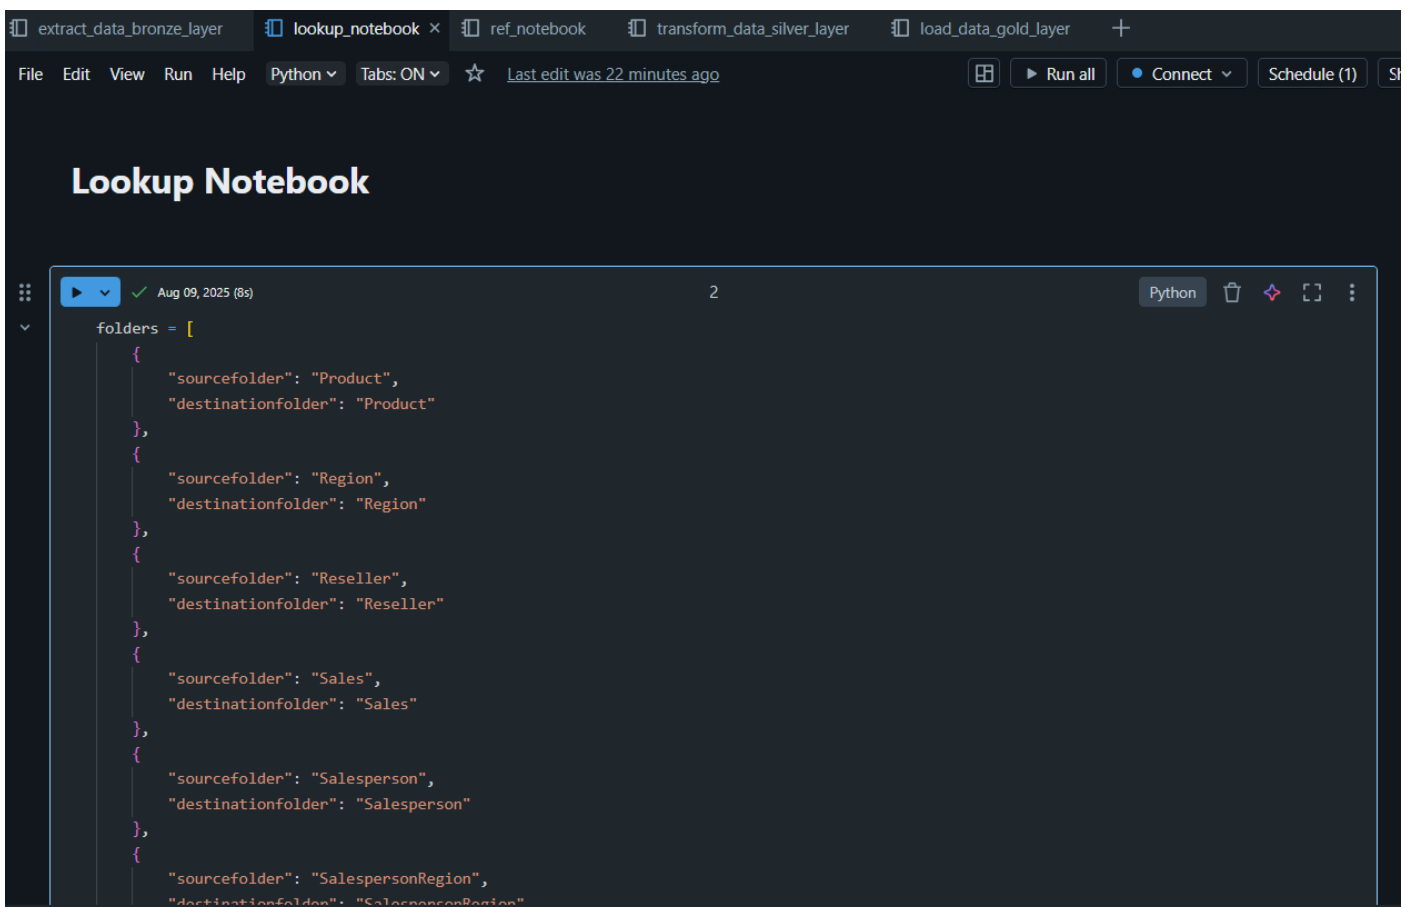 extract_data_bronze_layer lookup_notebook × ref_notebook transform_data_silver_layer load_data_gold_layer +
File Edit View Run Help Python Tabs: ON Last edit was 22 minutes ago Run all Connect Schedule (1)
Lookup Notebook
Aug 09, 2025 (8s) 2 Python
folders = [
{
"sourcefolder": "Product",
"destinationfolder": "Product"
},
{
"sourcefolder": "Region",
"destinationfolder": "Region"
},
{
"sourcefolder": "Reseller",
"destinationfolder": "Reseller"
},
{
"sourcefolder": "Sales",
"destinationfolder": "Sales"
},
{
"sourcefolder": "Salesperson",
"destinationfolder": "Salesperson"
},
{
"sourcefolder": "SalespersonRegion",
"destinationfolder": "SalespersonRegion"